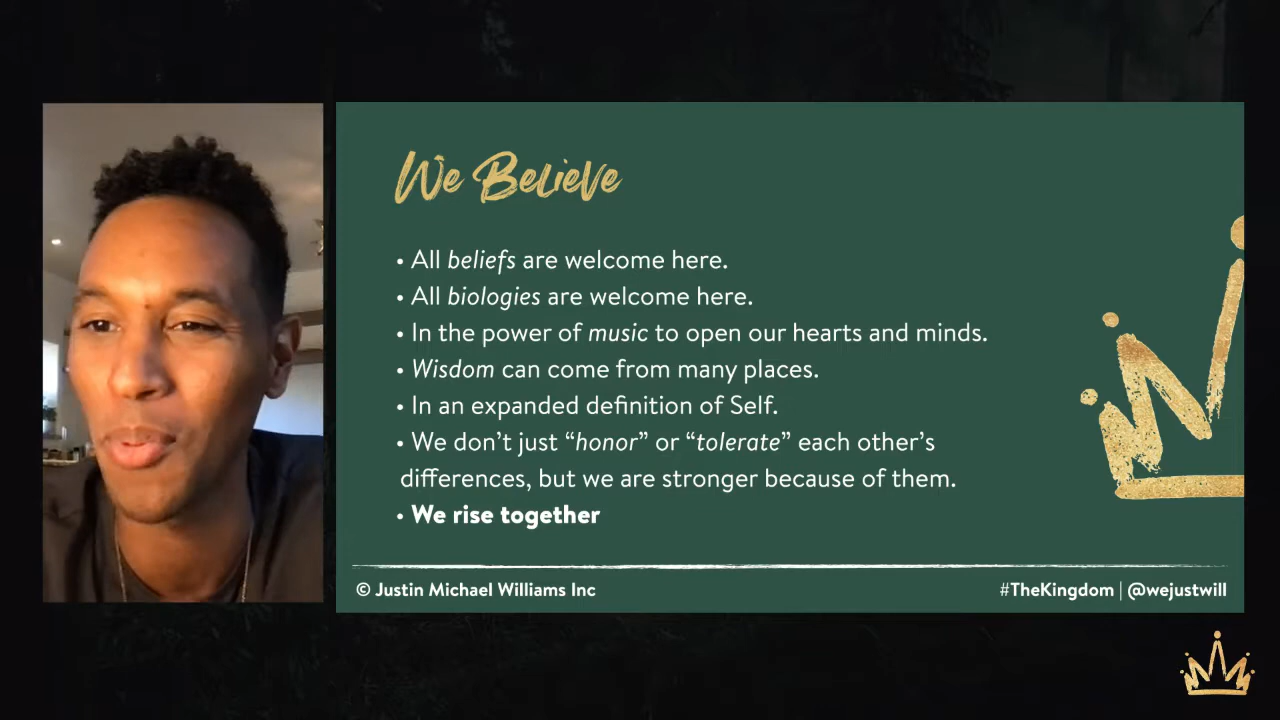 We Believe
• All beliefs are welcome here.
• All biologies are welcome here.
• In the power of music to open our hearts and minds.
• Wisdom can come from many places.
• In an expanded definition of Self.
• We don't just “honor” or “tolerate” each other's
differences, but we are stronger because of them.
• We rise together
© Justin Michael Williams Inc
#TheKingdom | @wejustwill